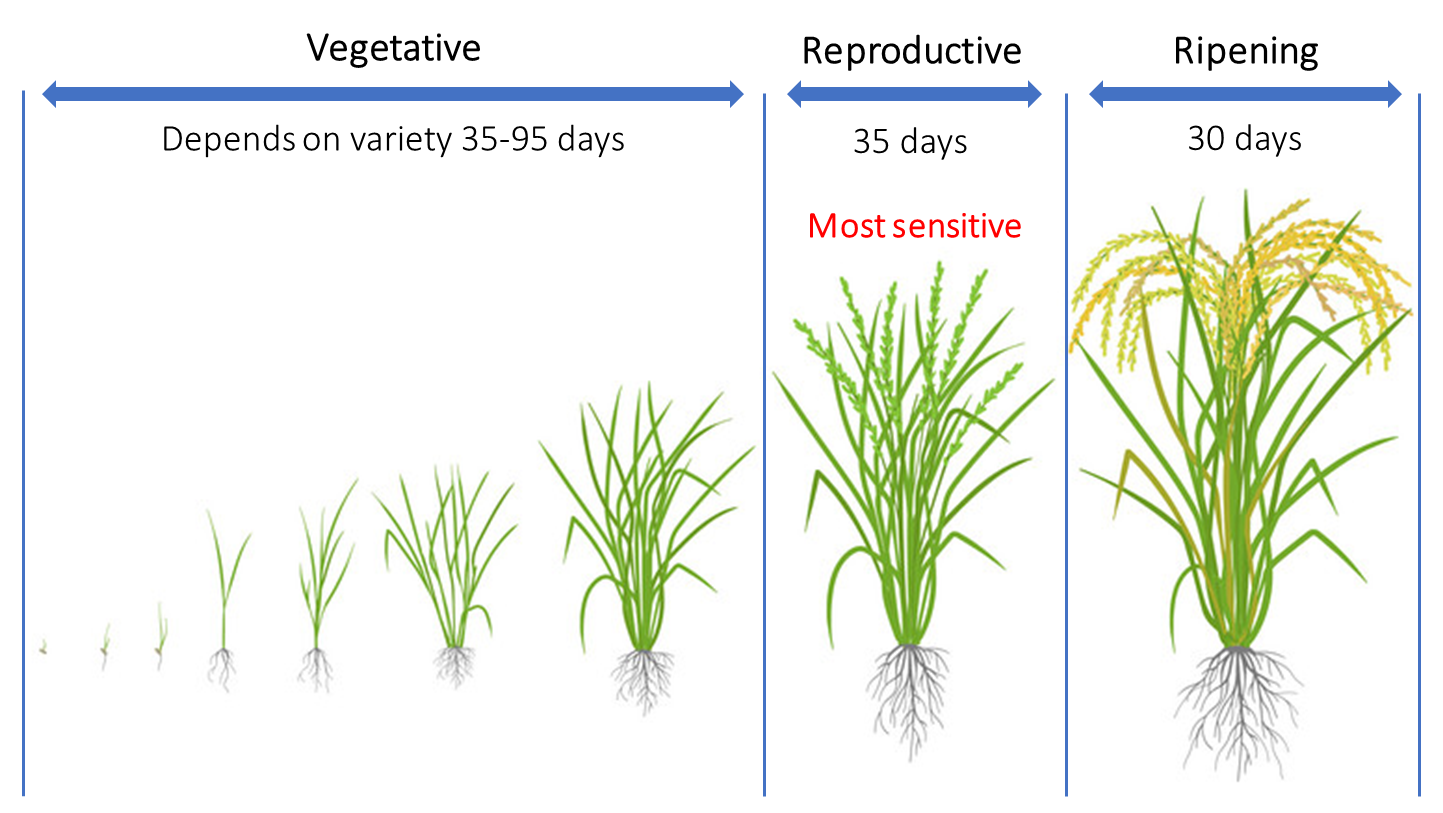 Vegetative
Depends on variety 35-95 days
Reproductive
35 days
Most sensitive
Ripening
30 days